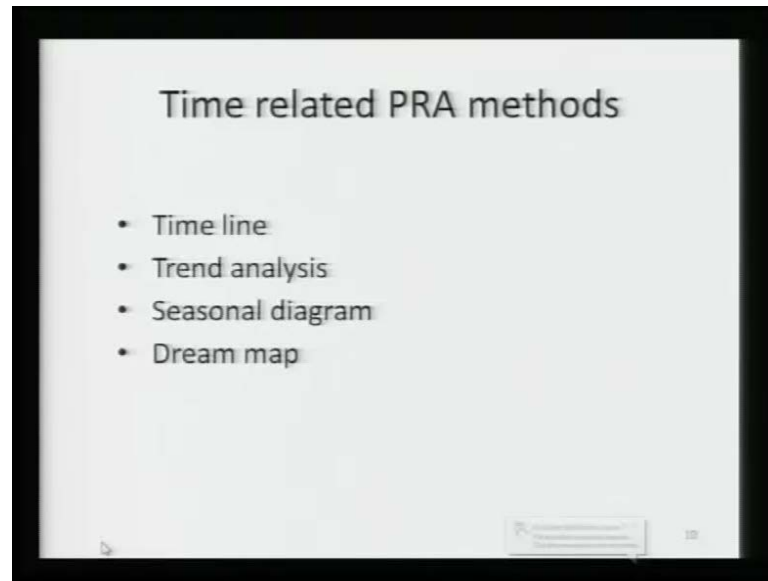 Time related PRA methods
• Time line
• Trend analysis
• Seasonal diagram
• Dream map